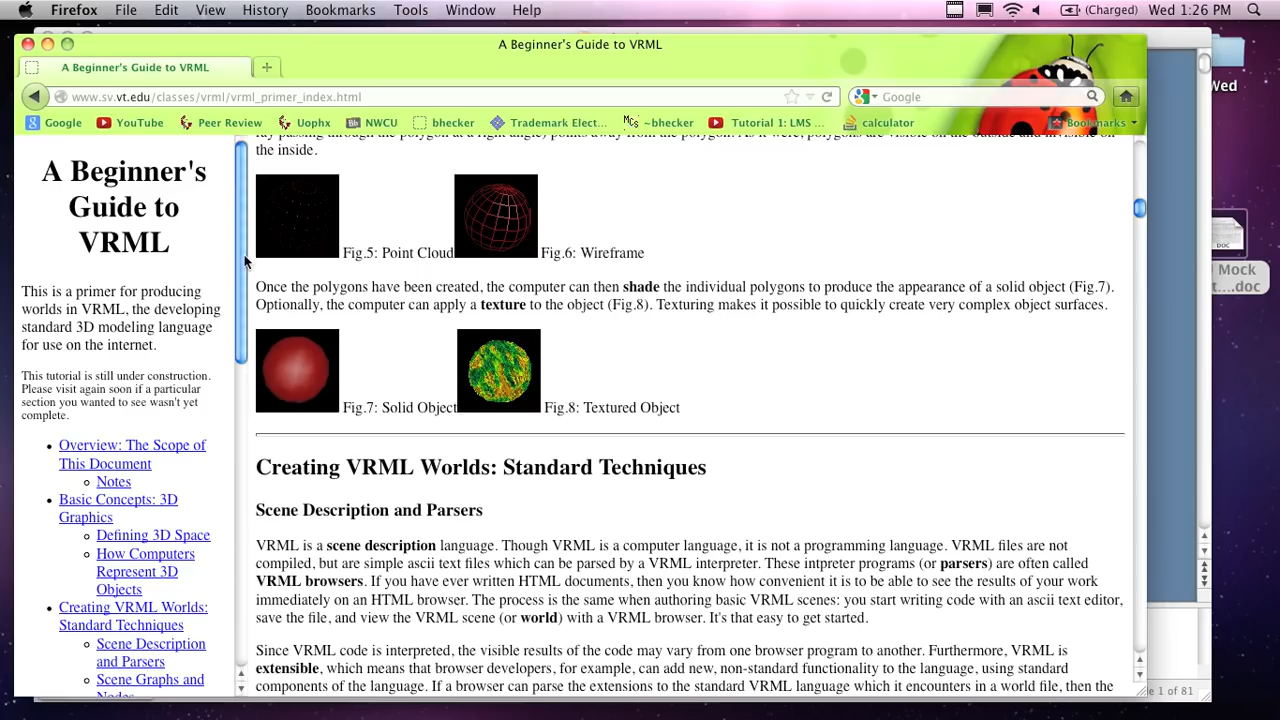 Firefox File Edit View History Bookmarks Tools Window Help (Charged) Wed 1:26 PM
A Beginner's Guide to VRML
A Beginner's Guide to VRML
www.sv.vt.edu/classes/vrml/vrml_primer_index.html Google
Google YouTube Peer Review Uophx NWCU bhecker Trademark Elect... ~bhecker Tutorial 1: LMS ... calculator Bookmarks
A Beginner's
Guide to
VRML
This is a primer for producing
worlds in VRML, the developing
standard 3D modeling language
for use on the internet.
This tutorial is still under construction.
Please visit again soon if a particular
section you wanted to see wasn't yet
complete.
Overview: The Scope of
This Document
Notes
Basic Concepts: 3D
Graphics
Defining 3D Space
How Computers
Represent 3D
Objects
Creating VRML Worlds:
Standard Techniques
Scene Description
and Parsers
Scene Graphs and
Nodes
the inside.
Fig.5: Point Cloud Fig.6: Wireframe
Once the polygons have been created, the computer can then shade the individual polygons to produce the appearance of a solid object (Fig.7).
Optionally, the computer can apply a texture to the object (Fig.8). Texturing makes it possible to quickly create very complex object surfaces.
Fig.7: Solid Object Fig.8: Textured Object
Creating VRML Worlds: Standard Techniques
Scene Description and Parsers
VRML is a scene description language. Though VRML is a computer language, it is not a programming language. VRML files are not
compiled, but are simple ascii text files which can be parsed by a VRML interpreter. These intpreter programs (or parsers) are often called
VRML browsers. If you have ever written HTML documents, then you know how convenient it is to be able to see the results of your work
immediately on an HTML browser. The process is the same when authoring basic VRML scenes: you start writing code with an ascii text editor,
save the file, and view the VRML scene (or world) with a VRML browser. It's that easy to get started.
Since VRML code is interpreted, the visible results of the code may vary from one browser program to another. Furthermore, VRML is
extensible, which means that browser developers, for example, can add new, non-standard functionality to the language, using standard
components of the language. If a browser can parse the extensions to the standard VRML language which it encounters in a world file, then the
Wed
DOC
Mock
....doc
1 of 81